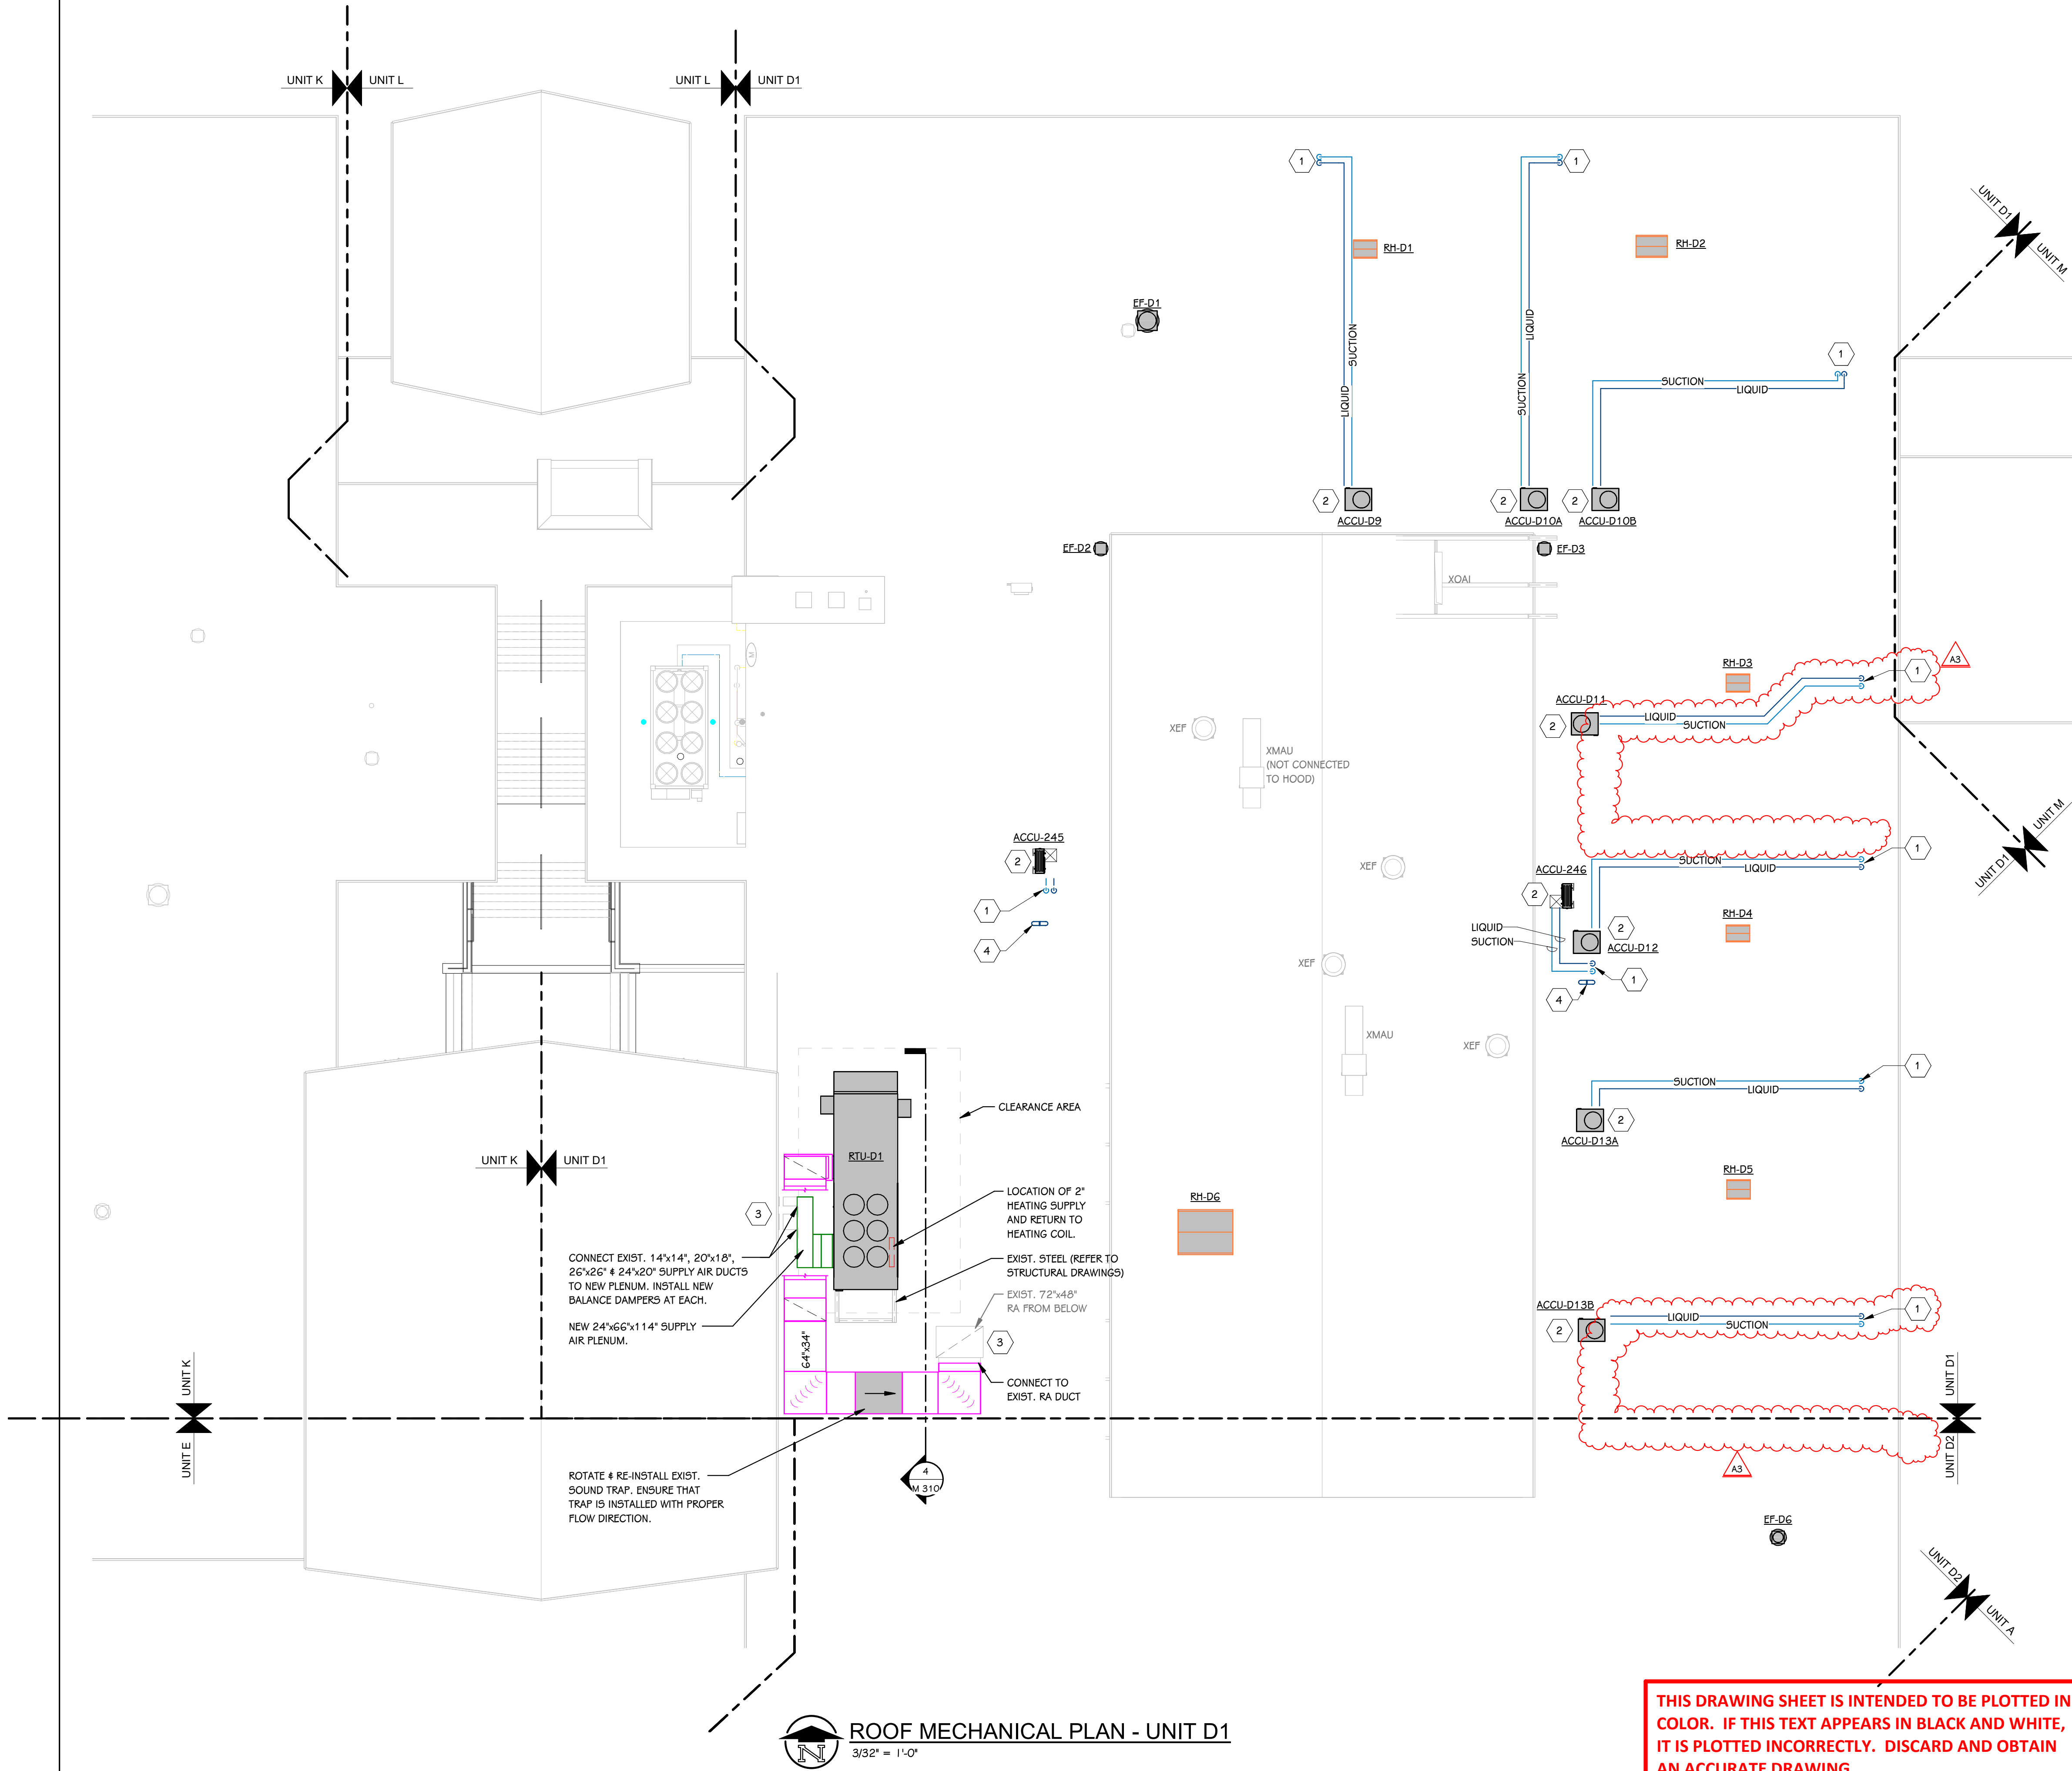 UNIT K
UNIT L
UNIT L
UNIT D1
1
1
UNIT D1
UNIT M
RH-D1
RH-D2
EF-D1
SUCTION
LIQUID
LIQUID
SUCTION
1
SUCTION
LIQUID
2
2
2
ACCU-D9
ACCU-D10A
ACCU-D10B
EF-D2
EF-D3
XOAI
M
RH-D3
1
A3
ACCU-D11
2
LIQUID
SUCTION
XEF
XMAU
(NOT CONNECTED
TO HOOD)
UNIT M
UNIT D1
ACCU-245
2
1
SUCTION
LIQUID
XEF
ACCU-246
2
1
4
RH-D4
LIQUID
SUCTION
2
ACCU-D12
XEF
1
4
XMAU
XEF
1
SUCTION
LIQUID
2
ACCU-D13A
CLEARANCE AREA
UNIT K
UNIT D1
RTU-D1
RH-D5
RH-D6
LOCATION OF 2"
HEATING SUPPLY
AND RETURN TO
HEATING COIL.
3
CONNECT EXIST. 14"x14", 20"x18",
26"x26" & 24"x20" SUPPLY AIR DUCTS
TO NEW PLENUM. INSTALL NEW
BALANCE DAMPERS AT EACH.
EXIST. STEEL (REFER TO
STRUCTURAL DRAWINGS)
EXIST. 72"x48"
RA FROM BELOW
NEW 24"x66"x114" SUPPLY
AIR PLENUM.
64"x34"
3
CONNECT TO
EXIST. RA DUCT
ACCU-D13B
2
LIQUID
SUCTION
1
UNIT K
UNIT E
UNIT D1
UNIT D2
A3
ROTATE & RE-INSTALL EXIST.
SOUND TRAP. ENSURE THAT
TRAP IS INSTALLED WITH PROPER
FLOW DIRECTION.
4
M 310
EF-D6
UNIT D2
UNIT A
N
ROOF MECHANICAL PLAN - UNIT D1
3/32" = 1'-0"
THIS DRAWING SHEET IS INTENDED TO BE PLOTTED IN
COLOR. IF THIS TEXT APPEARS IN BLACK AND WHITE,
IT IS PLOTTED INCORRECTLY. DISCARD AND OBTAIN
AN ACCURATE DRAWING